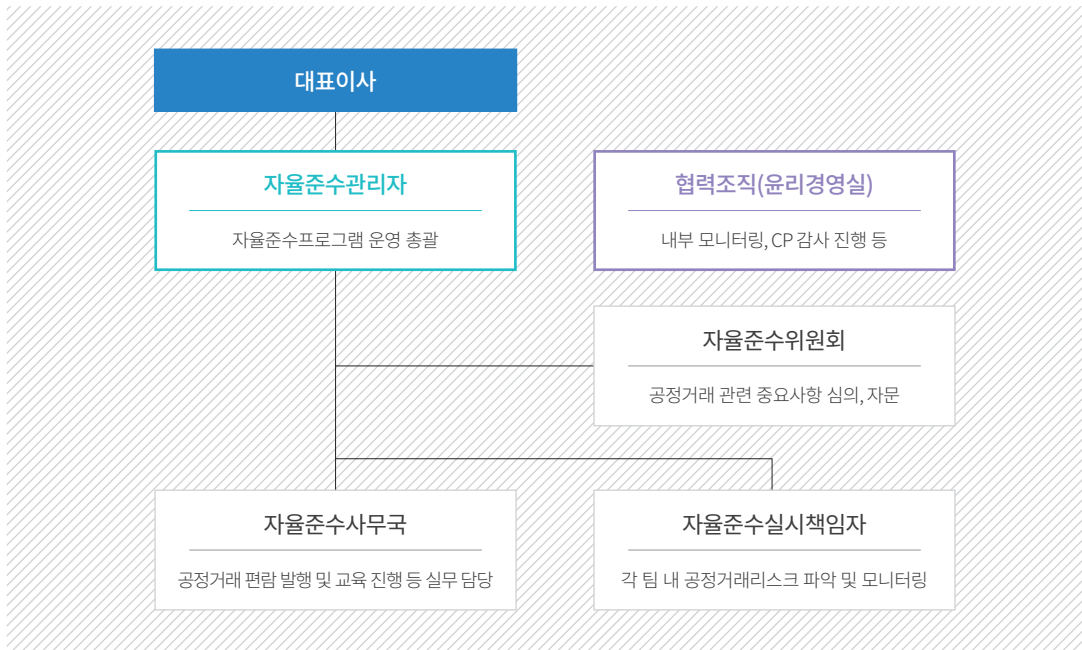 대표이사
자율준수관리자
자율준수프로그램 운영 총괄
협력조직(윤리경영실)
내부 모니터링, CP 감사 진행 등
자율준수위원회
공정거래 관련 중요사항 심의, 자문
자율준수사무국
공정거래 편람 발행 및 교육 진행 등 실무 담당
자율준수실시책임자
각 팀 내 공정거래리스크 파악 및 모니터링